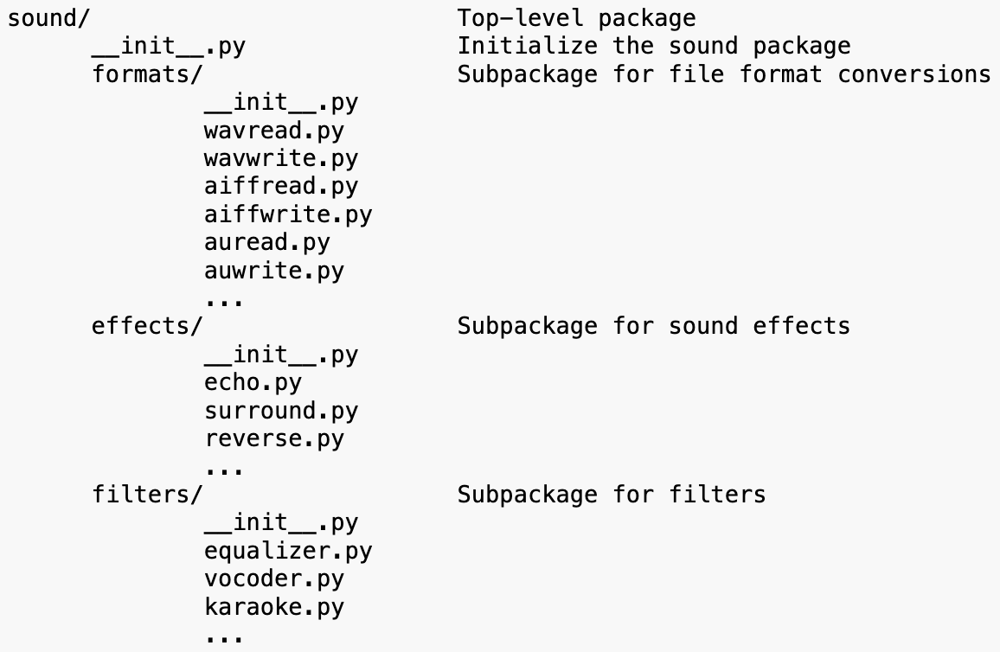 sound/                          Top-level package
      __init__.py               Initialize the sound package
      formats/                  Subpackage for file format conversions
              __init__.py
              wavread.py
              wavwrite.py
              aiffread.py
              aiffwrite.py
              auread.py
              auwrite.py
              ...
      effects/                  Subpackage for sound effects
              __init__.py
              echo.py
              surround.py
              reverse.py
              ...
      filters/                  Subpackage for filters
              __init__.py
              equalizer.py
              vocoder.py
              karaoke.py
              ...